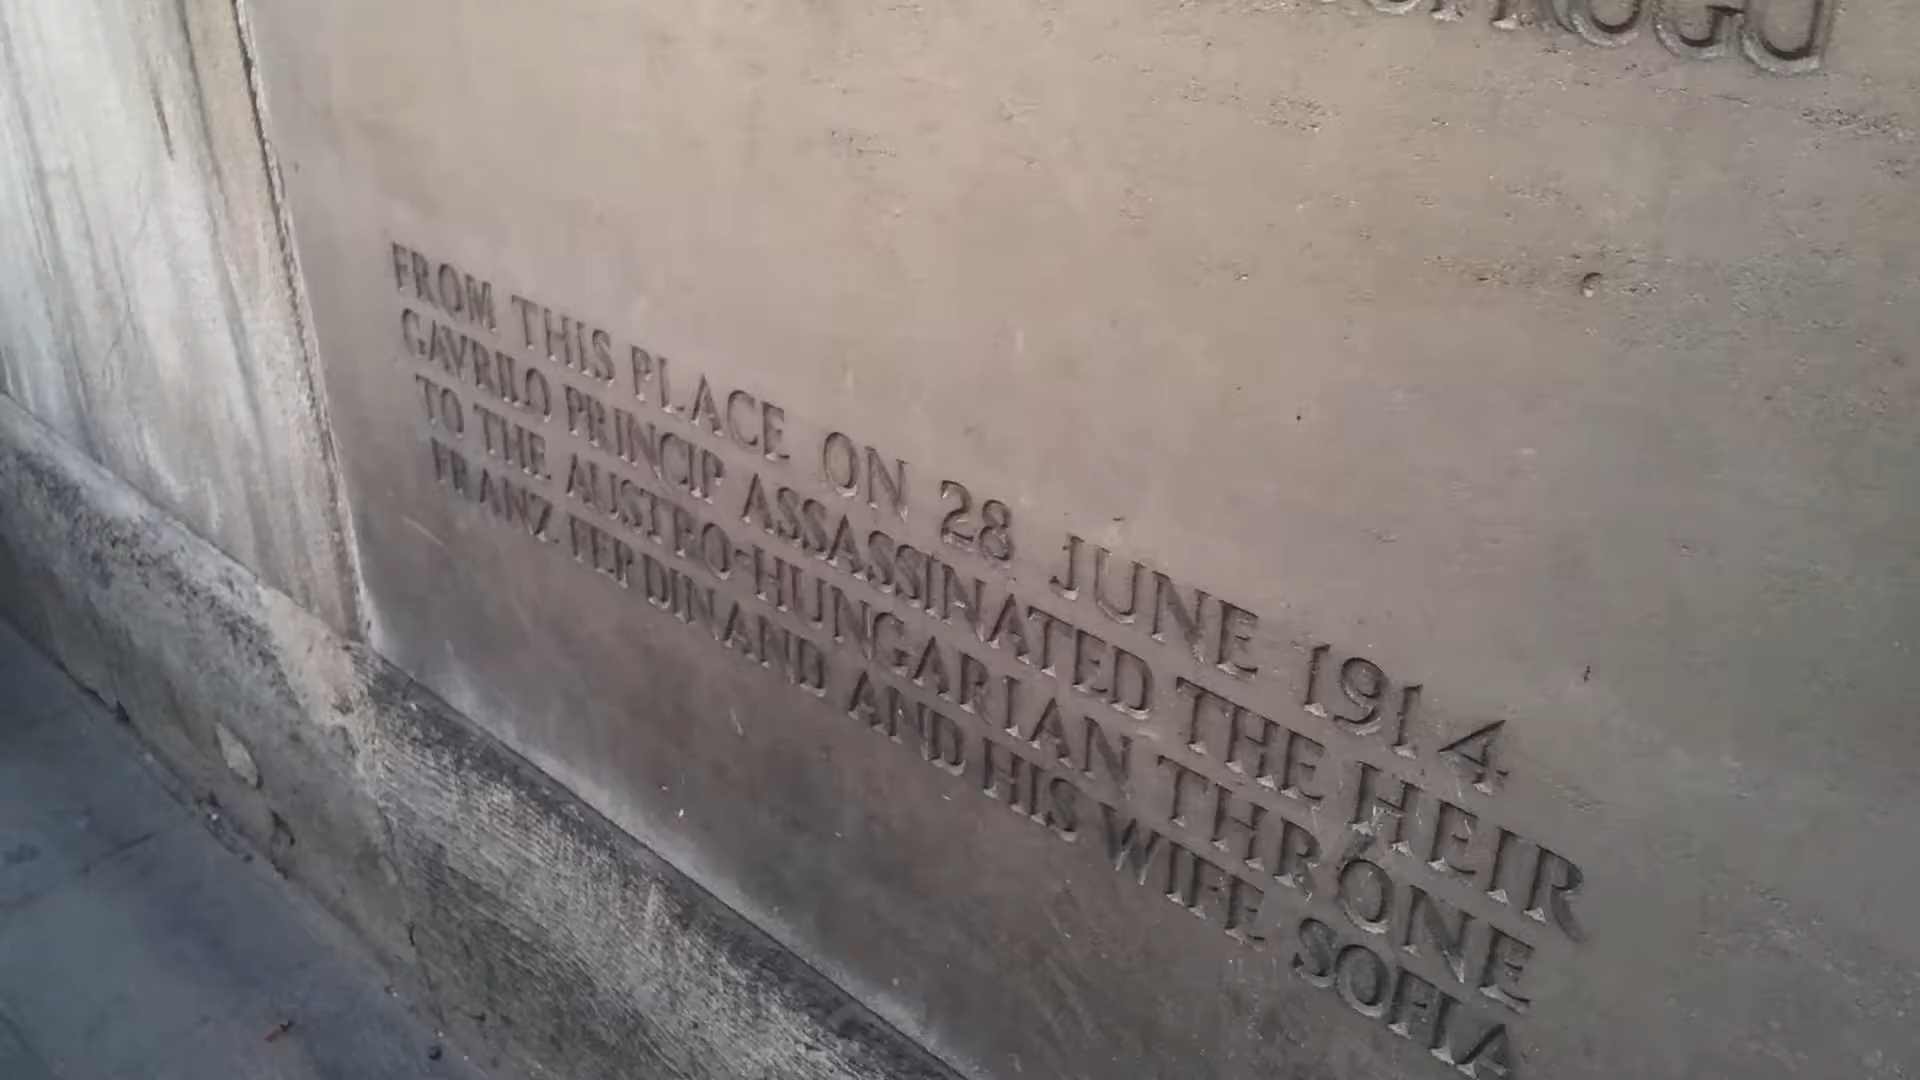 FROM THIS PLACE ON 28 JUNE 1914
GAVRILO PRINCIP ASSASSINATED THE HEIR
TO THE AUSTRO-HUNGARIAN THRONE
FRANZ FERDINAND AND HIS WIFE SOFIA